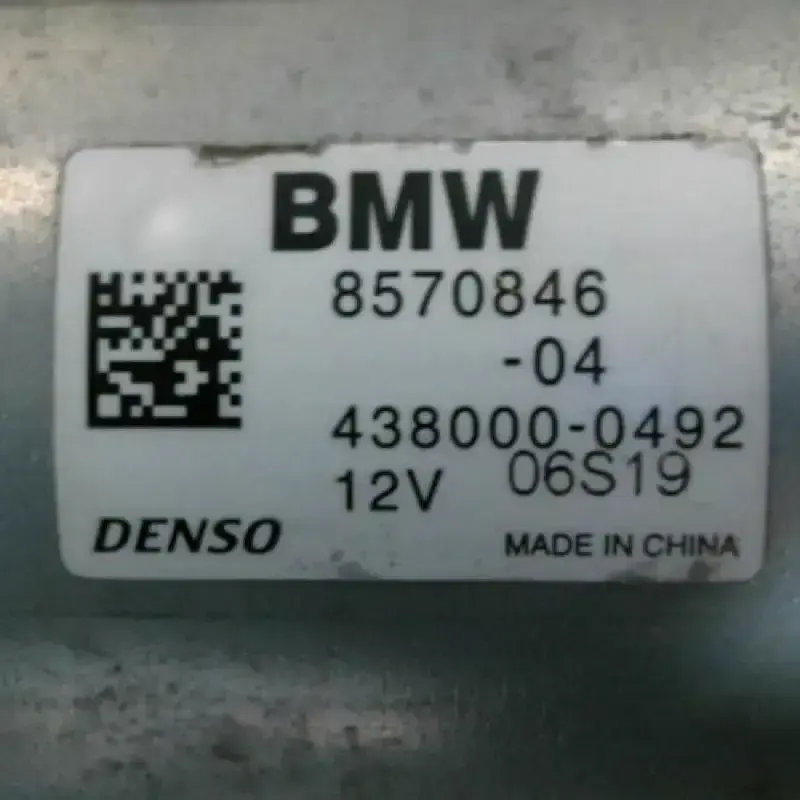 BMW
8570846
-04
438000-0492
12V 06S19
DENSO MADE IN CHINA